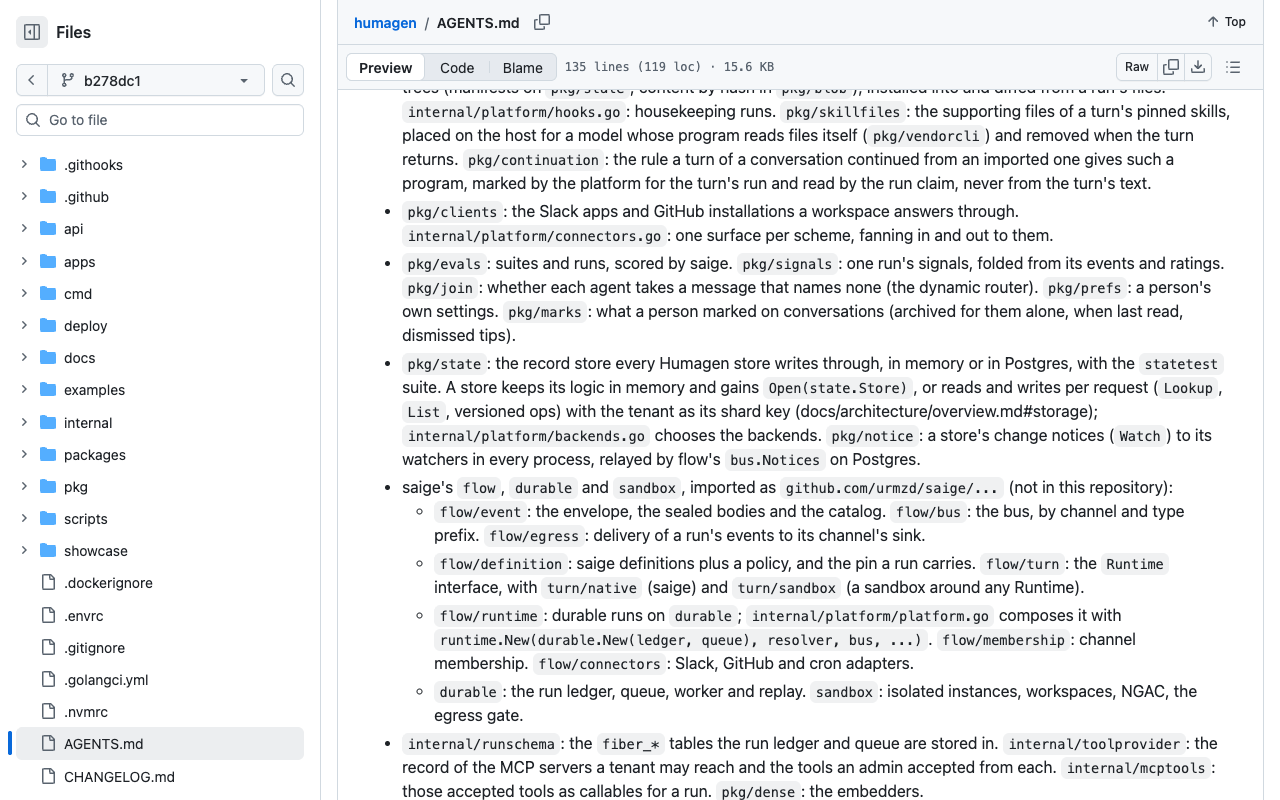 Files
b278dc1
Go to file
.githooks
.github
api
apps
cmd
deploy
docs
examples
internal
packages
pkg
scripts
showcase
.dockerignore
.envrc
.gitignore
.golangci.yml
.nvmrc
AGENTS.md
CHANGELOG.md
humagen / AGENTS.md
Top
Preview Code Blame 135 lines (119 loc) · 15.6 KB Raw
trees (manifests on pkg/state, content by hash in pkg/blob), installed into and diffed from a run's files.
internal/platform/hooks.go: housekeeping runs. pkg/skillfiles: the supporting files of a turn's pinned skills,
placed on the host for a model whose program reads files itself (pkg/vendorcli) and removed when the turn
returns. pkg/continuation: the rule a turn of a conversation continued from an imported one gives such a
program, marked by the platform for the turn's run and read by the run claim, never from the turn's text.
• pkg/clients: the Slack apps and GitHub installations a workspace answers through.
internal/platform/connectors.go: one surface per scheme, fanning in and out to them.
• pkg/evals: suites and runs, scored by saige. pkg/signals: one run's signals, folded from its events and ratings.
pkg/join: whether each agent takes a message that names none (the dynamic router). pkg/prefs: a person's
own settings. pkg/marks: what a person marked on conversations (archived for them alone, when last read,
dismissed tips).
• pkg/state: the record store every Humagen store writes through, in memory or in Postgres, with the statetest
suite. A store keeps its logic in memory and gains Open(state.Store), or reads and writes per request (Lookup,
List, versioned ops) with the tenant as its shard key (docs/architecture/overview.md#storage);
internal/platform/backends.go chooses the backends. pkg/notice: a store's change notices (Watch) to its
watchers in every process, relayed by flow's bus.Notices on Postgres.
• saige's flow, durable and sandbox, imported as github.com/urmzd/saige/... (not in this repository):
◦ flow/event: the envelope, the sealed bodies and the catalog. flow/bus: the bus, by channel and type
prefix. flow/egress: delivery of a run's events to its channel's sink.
◦ flow/definition: saige definitions plus a policy, and the pin a run carries. flow/turn: the Runtime
interface, with turn/native (saige) and turn/sandbox (a sandbox around any Runtime).
◦ flow/runtime: durable runs on durable; internal/platform/platform.go composes it with
runtime.New(durable.New(ledger, queue), resolver, bus, ...). flow/membership: channel
membership. flow/connectors: Slack, GitHub and cron adapters.
◦ durable: the run ledger, queue, worker and replay. sandbox: isolated instances, workspaces, NGAC, the
egress gate.
• internal/runschema: the fiber_* tables the run ledger and queue are stored in. internal/toolprovider: the
record of the MCP servers a tenant may reach and the tools an admin accepted from each. internal/mcptools:
those accepted tools as callables for a run. pkg/dense: the embedders.